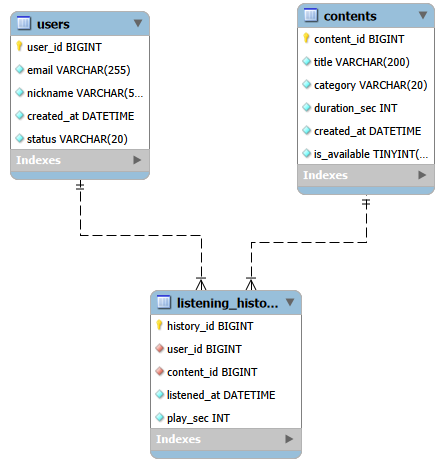 users
user_id BIGINT
email VARCHAR(255)
nickname VARCHAR(5...
created_at DATETIME
status VARCHAR(20)
Indexes
contents
content_id BIGINT
title VARCHAR(200)
category VARCHAR(20)
duration_sec INT
created_at DATETIME
is_available TINYINT(...
Indexes
listening_histo...
history_id BIGINT
user_id BIGINT
content_id BIGINT
listened_at DATETIME
play_sec INT
Indexes